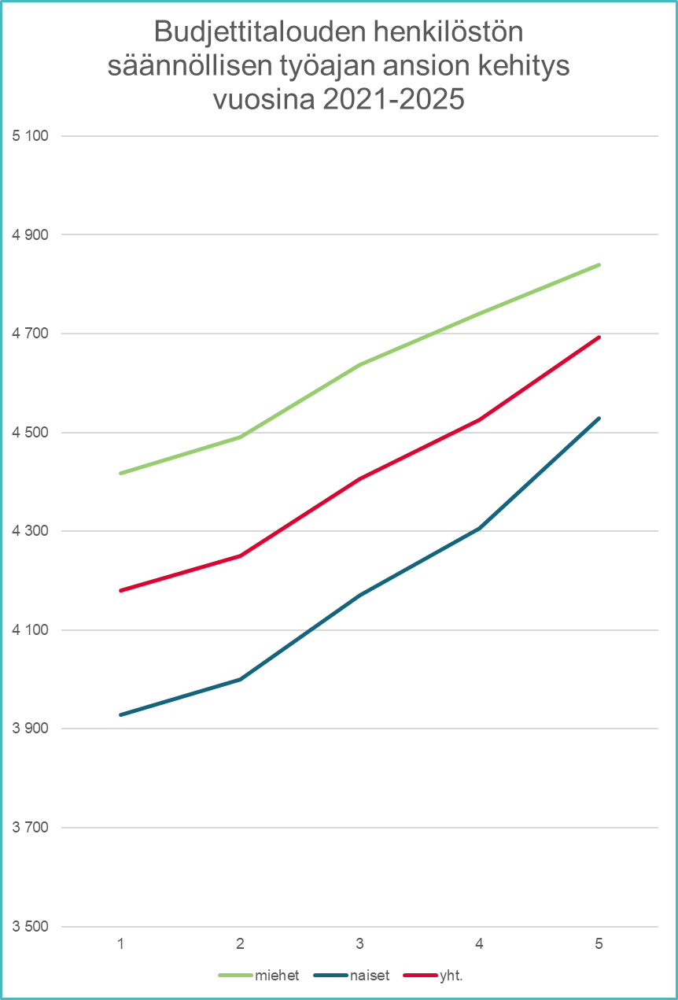 Budjettitalouden henkilöstön
säännöllisen työajan ansion kehitys
vuosina 2021-2025
5 100
4 900
4 700
4 500
4 300
4 100
3 900
3 700
3 500
1 2 3 4 5
miehet naiset yht.